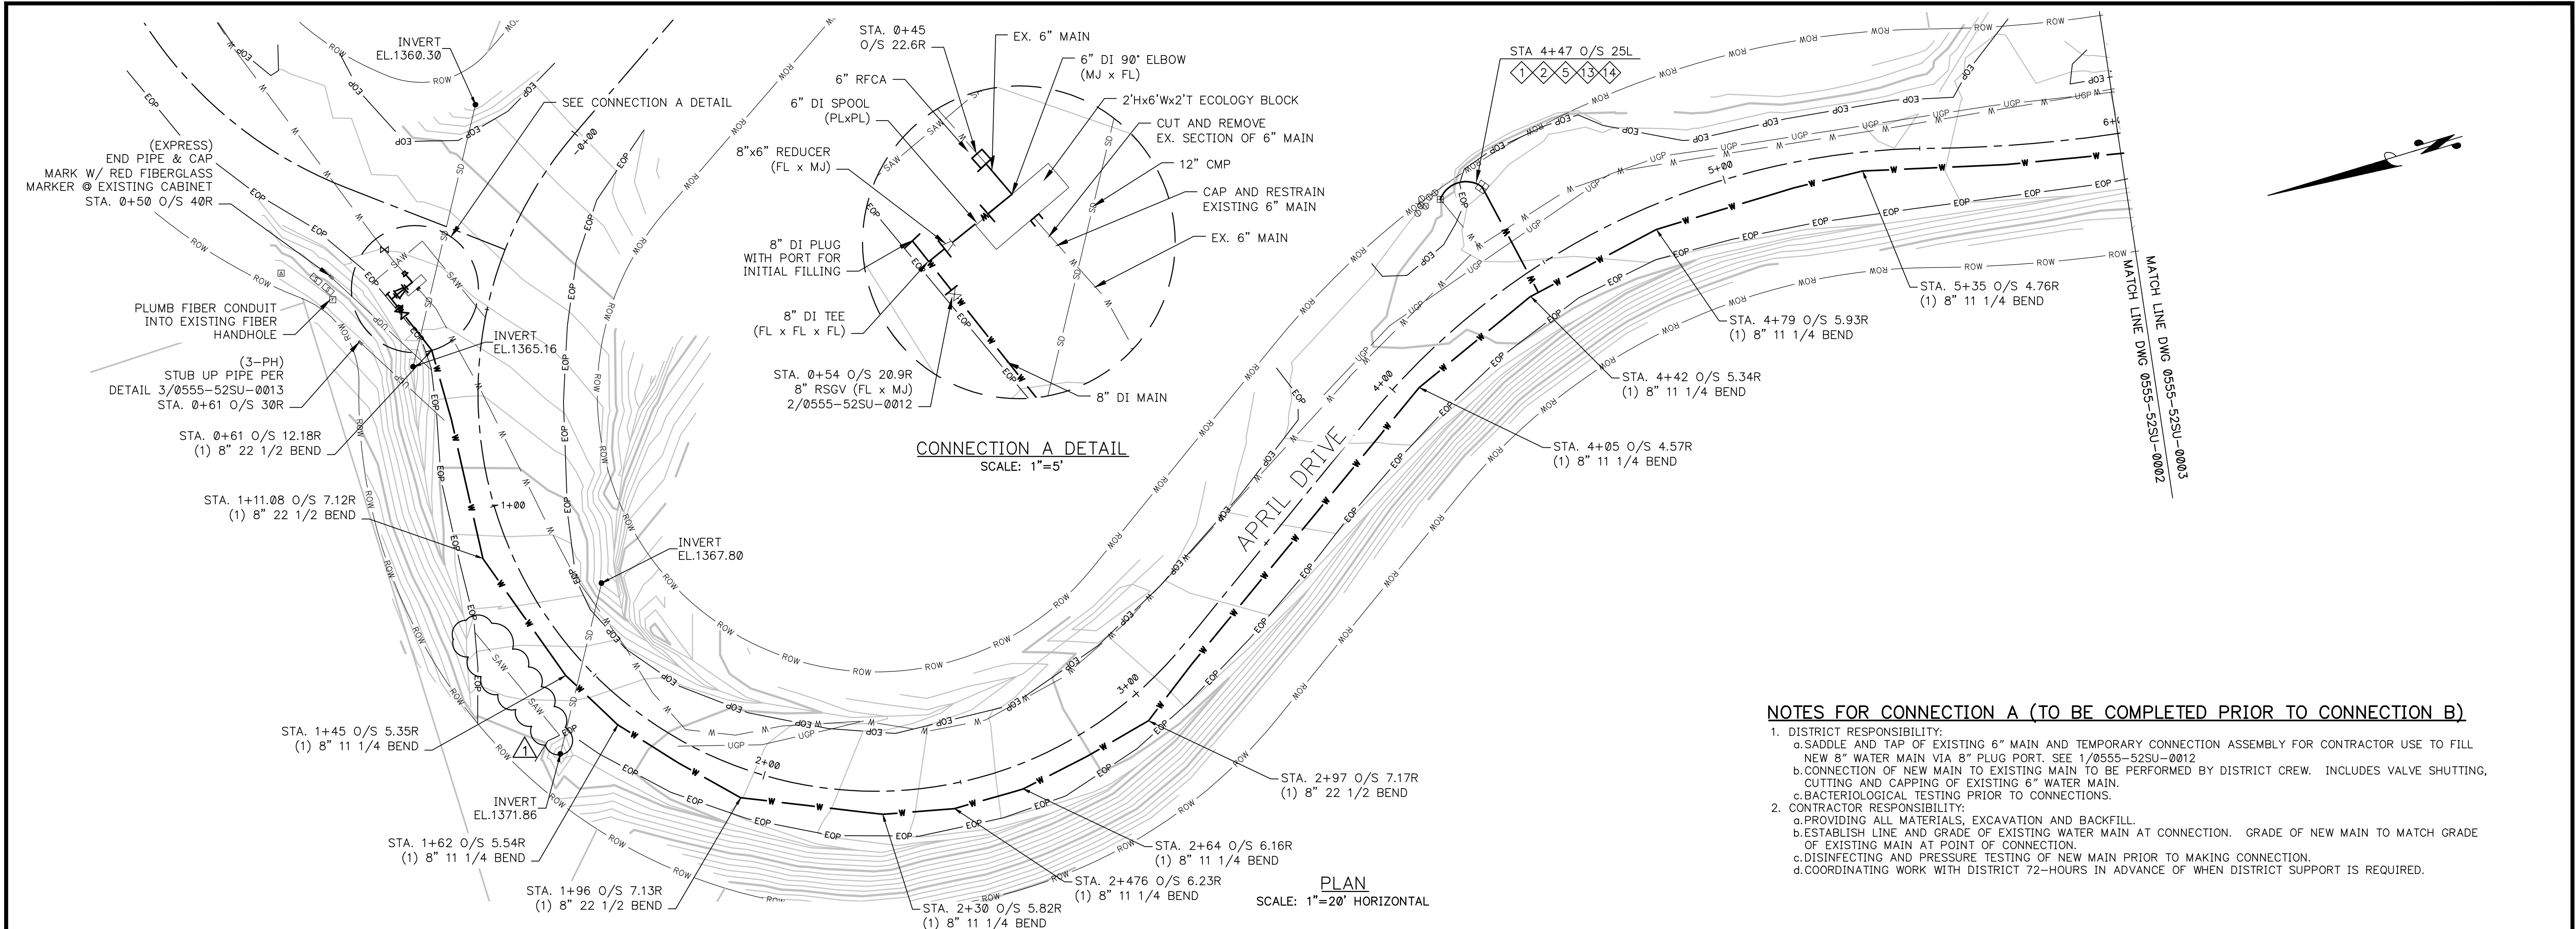 INVERT
EL.1360.30
SEE CONNECTION A DETAIL
(EXPRESS)
END PIPE & CAP
MARK W/ RED FIBERGLASS
MARKER @ EXISTING CABINET
STA. 0+50 O/S 40R
PLUMB FIBER CONDUIT
INTO EXISTING FIBER
HANDHOLE
INVERT
EL.1365.16
(3-PH)
STUB UP PIPE PER
DETAIL 3/0555-52SU-0013
STA. 0+61 O/S 30R
STA. 0+61 O/S 12.18R
(1) 8" 22 1/2 BEND
STA. 1+11.08 O/S 7.12R
(1) 8" 22 1/2 BEND
INVERT
EL.1367.80
STA. 1+45 O/S 5.35R
(1) 8" 11 1/4 BEND
1
INVERT
EL.1371.86
STA. 1+62 O/S 5.54R
(1) 8" 11 1/4 BEND
STA. 1+96 O/S 7.13R
(1) 8" 22 1/2 BEND
STA. 2+30 O/S 5.82R
(1) 8" 11 1/4 BEND
STA. 2+476 O/S 6.23R
(1) 8" 11 1/4 BEND
STA. 2+64 O/S 6.16R
(1) 8" 11 1/4 BEND
STA. 2+97 O/S 7.17R
(1) 8" 22 1/2 BEND
-0+00
1+00
2+00
3+00
4+00
5+00
APRIL DRIVE
STA. 0+45
O/S 22.6R
EX. 6" MAIN
6" DI 90° ELBOW
(MJ x FL)
6" RFCA
6" DI SPOOL
(PLxPL)
2'Hx6'Wx2'T ECOLOGY BLOCK
CUT AND REMOVE
EX. SECTION OF 6" MAIN
8"x6" REDUCER
(FL x MJ)
12" CMP
CAP AND RESTRAIN
EXISTING 6" MAIN
EX. 6" MAIN
8" DI PLUG
WITH PORT FOR
INITIAL FILLING
8" DI TEE
(FL x FL x FL)
STA. 0+54 O/S 20.9R
8" RSGV (FL x MJ)
2/0555-52SU-0012
8" DI MAIN
CONNECTION A DETAIL
SCALE: 1"=5'
STA 4+47 O/S 25L
1 2 5 13 14
STA. 5+35 O/S 4.76R
(1) 8" 11 1/4 BEND
STA. 4+79 O/S 5.93R
(1) 8" 11 1/4 BEND
STA. 4+42 O/S 5.34R
(1) 8" 11 1/4 BEND
STA. 4+05 O/S 4.57R
(1) 8" 11 1/4 BEND
MATCH LINE DWG 0555-52SU-0003
MATCH LINE DWG 0555-52SU-0002
N
PLAN
SCALE: 1"=20' HORIZONTAL
NOTES FOR CONNECTION A (TO BE COMPLETED PRIOR TO CONNECTION B)
1. DISTRICT RESPONSIBILITY:
a. SADDLE AND TAP OF EXISTING 6" MAIN AND TEMPORARY CONNECTION ASSEMBLY FOR CONTRACTOR USE TO FILL
NEW 8" WATER MAIN VIA 8" PLUG PORT. SEE 1/0555-52SU-0012
b. CONNECTION OF NEW MAIN TO EXISTING MAIN TO BE PERFORMED BY DISTRICT CREW. INCLUDES VALVE SHUTTING,
CUTTING AND CAPPING OF EXISTING 6" WATER MAIN.
c. BACTERIOLOGICAL TESTING PRIOR TO CONNECTIONS.
2. CONTRACTOR RESPONSIBILITY:
a. PROVIDING ALL MATERIALS, EXCAVATION AND BACKFILL.
b. ESTABLISH LINE AND GRADE OF EXISTING WATER MAIN AT CONNECTION. GRADE OF NEW MAIN TO MATCH GRADE
OF EXISTING MAIN AT POINT OF CONNECTION.
c. DISINFECTING AND PRESSURE TESTING OF NEW MAIN PRIOR TO MAKING CONNECTION.
d. COORDINATING WORK WITH DISTRICT 72-HOURS IN ADVANCE OF WHEN DISTRICT SUPPORT IS REQUIRED.